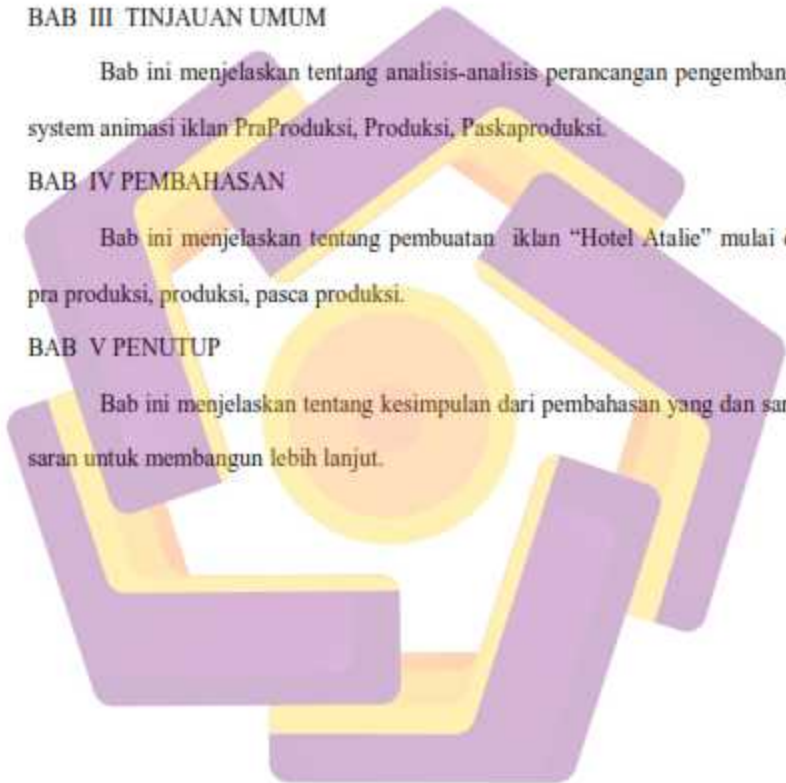 BAB III TINJAUAN UMUM
Bab ini menjelaskan tentang analisis-analisis perancangan
system animasi iklan PraProduksi, Produksi, Paskaproduksi.
BAB IV PEMBAHASAN
Bab ini menjelaskan tentang pembuatan iklan “Hotel Atalie” mulai
pra produksi, produksi, pasca produksi.
BAB V PENUTUP
Bab ini menjelaskan tentang kesimpulan dari pembahasan yang dan
saran untuk membangun lebih lanjut.